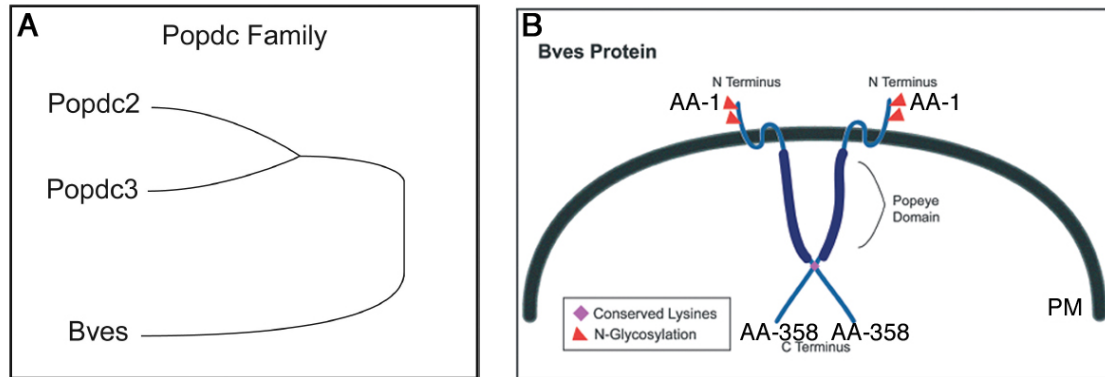 A
Popdc Family
Popdc2
Popdc3
Bves
B
Bves Protein
N Terminus
N Terminus
AA-1
AA-1
Popeye
Domain
Conserved Lysines
N-Glycosylation
AA-358 AA-358
C Terminus
PM